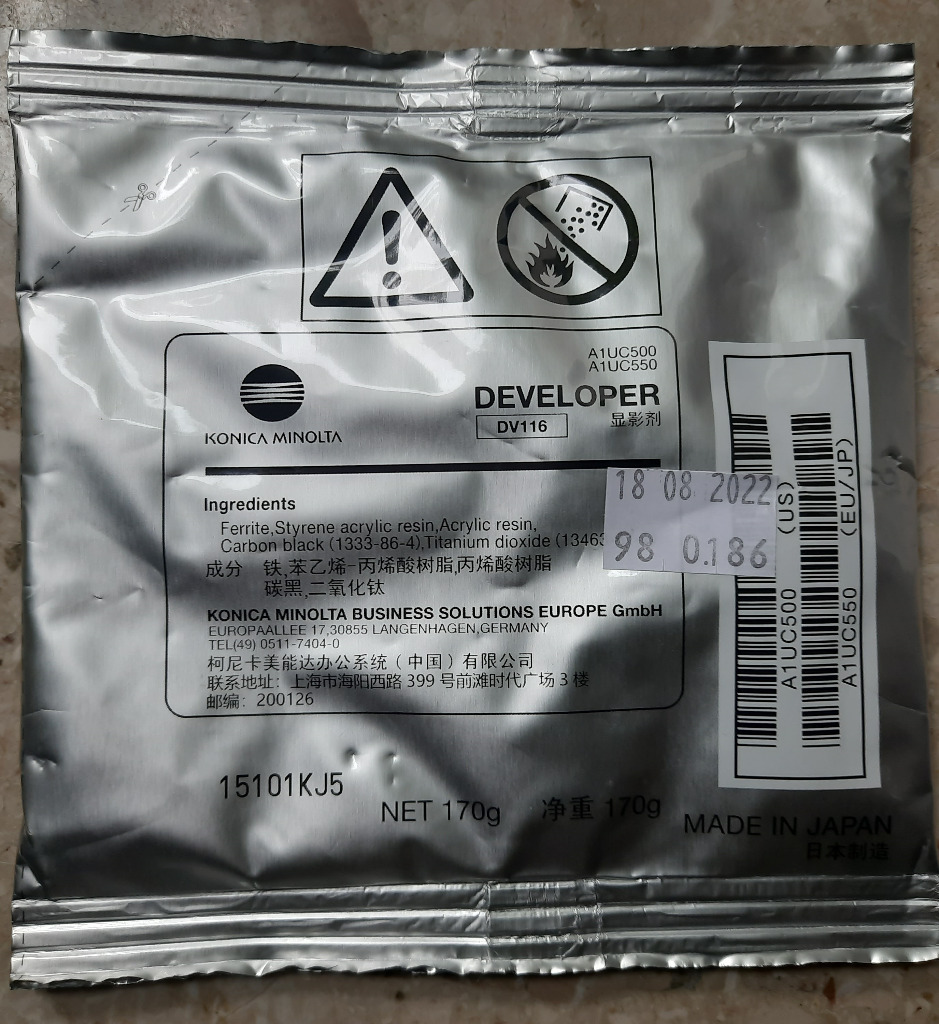 A1UC500
A1UC550
KONICA MINOLTA
DEVELOPER
DV116
显影剂
Ingredients
Ferrite,Styrene acrylic resin,Acrylic resin,
Carbon black (1333-86-4),Titanium dioxide (13463
成分 铁,苯乙烯-丙烯酸树脂,丙烯酸树脂
碳黑,二氧化钛
KONICA MINOLTA BUSINESS SOLUTIONS EUROPE GmbH
EUROPAALLEE 17,30855 LANGENHAGEN,GERMANY
TEL(49) 0511-7404-0
柯尼卡美能达办公系统（中国）有限公司
联系地址: 上海市海阳西路 399 号前滩时代广场 3 楼
邮编: 200126
18 08 2022
98 0.186
A1UC500 (US)
A1UC550 (EU/JP)
15101KJ5
NET 170g 净重 170g
MADE IN JAPAN
日本制造